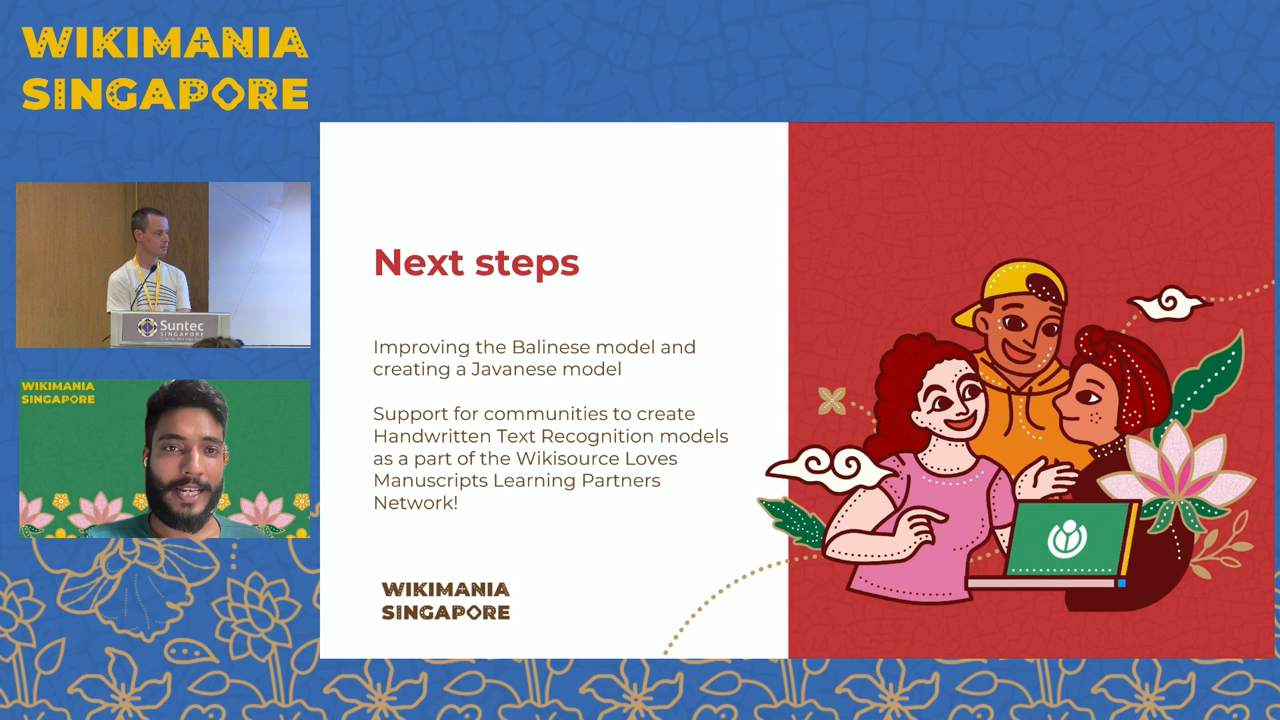 WIKIMANIA
SINGAPORE
Suntec
SINGAPORE
WIKIMANIA
SINGAPORE
Next steps
Improving the Balinese model and
creating a Javanese model
Support for communities to create
Handwritten Text Recognition models
as a part of the Wikisource Loves
Manuscripts Learning Partners
Network!
WIKIMANIA
SINGAPORE